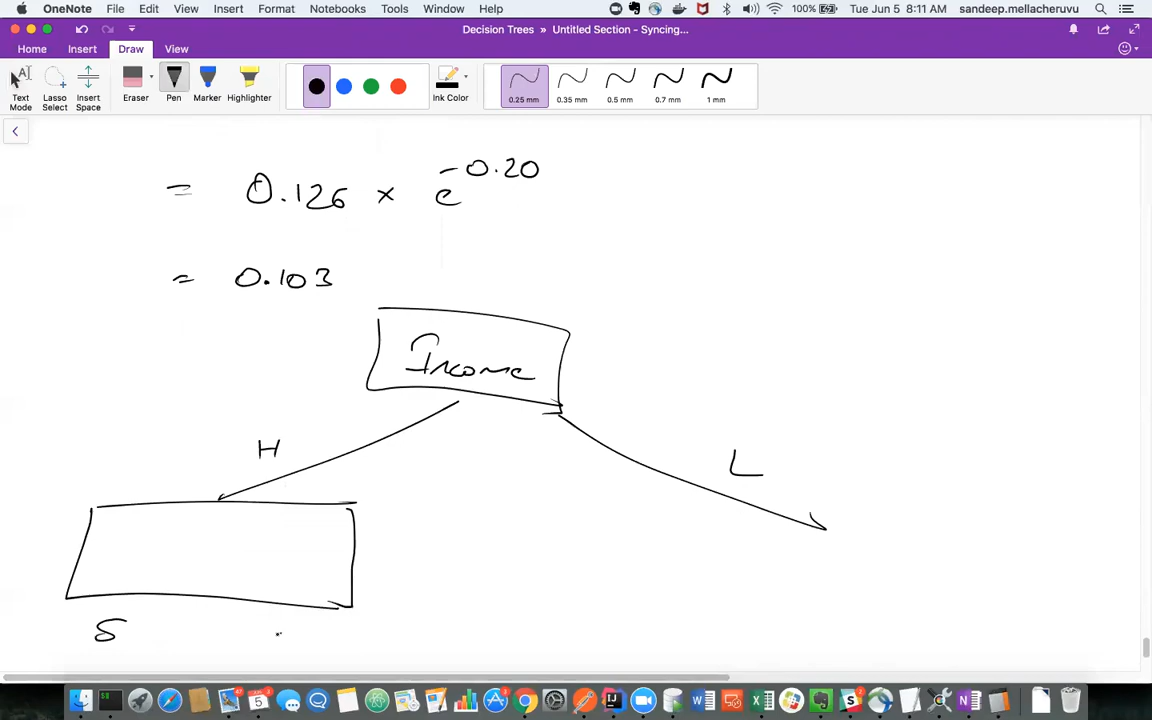 OneNote File Edit View Insert Format Notebooks Tools Window Help 100% Tue Jun 5 8:11 AM sandeep.mellacheruvu
Decision Trees » Untitled Section - Syncing...
Home Insert Draw View
Text Mode Lasso Select Insert Space Eraser Pen Marker Highlighter Ink Color 0.25 mm 0.35 mm 0.5 mm 0.7 mm 1 mm
= 0.126 × e^-0.20
= 0.103
Income
H
L
S